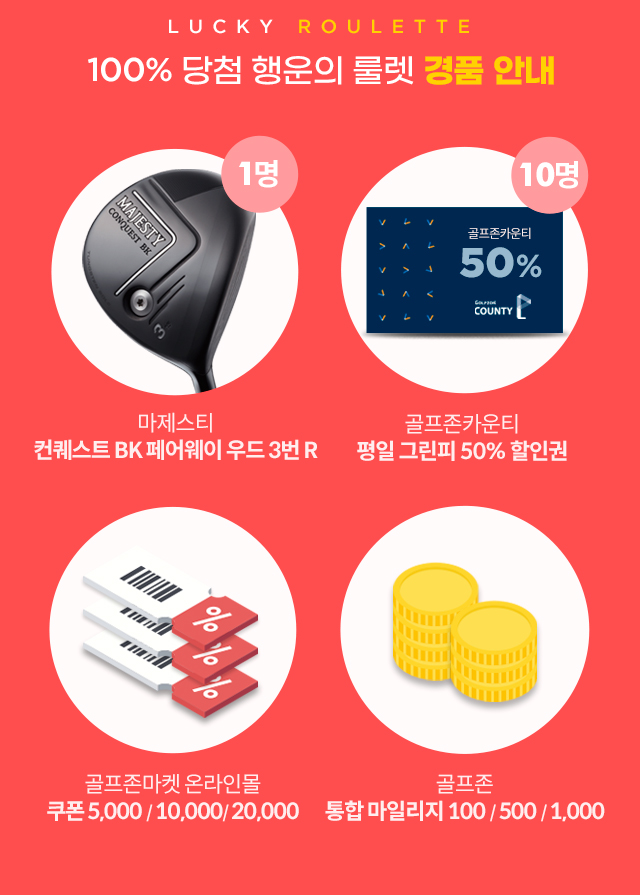 LUCKY ROULETTE
100% 당첨 행운의 룰렛 경품 안내
1명
10명
MAJESTY
CONQUEST BK
3
골프존카운티
50%
GOLFZON
COUNTY
마제스티
컨퀘스트 BK 페어웨이 우드 3번 R
골프존카운티
평일 그린피 50% 할인권
%
%
%
골프존마켓 온라인몰
쿠폰 5,000 / 10,000/ 20,000
골프존
통합 마일리지 100 / 500 / 1,000